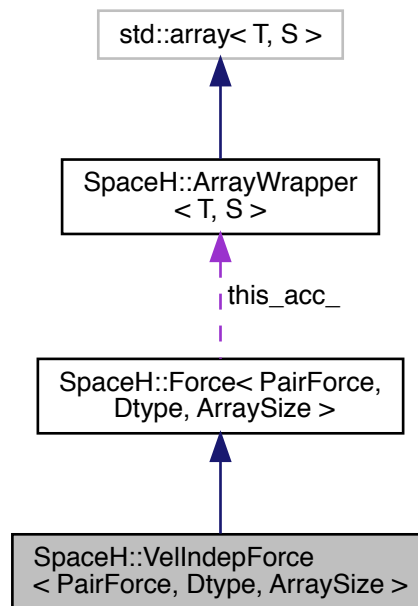 std::array< T, S >
SpaceH::ArrayWrapper
< T, S >
this_acc_
SpaceH::Force< PairForce,
Dtype, ArraySize >
SpaceH::VelIndepForce
< PairForce, Dtype, ArraySize >